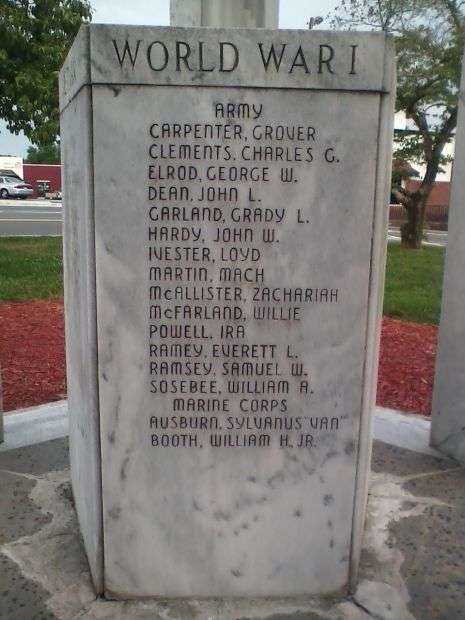 WORLD WAR I
ARMY
CARPENTER, GROVER
CLEMENTS, CHARLES G.
ELROD, GEORGE W.
DEAN, JOHN L.
GARLAND, GRADY L.
HARDY, JOHN W.
IVESTER, LOYD
MARTIN, MACH
McALLISTER, ZACHARIAH
McFARLAND, WILLIE
POWELL, IRA
RAMEY, EVERETT L.
RAMSEY, SAMUEL W.
SOSEBEE, WILLIAM A.
MARINE CORPS
AUSBURN, SYLVANUS "VAN"
BOOTH, WILLIAM H. JR.